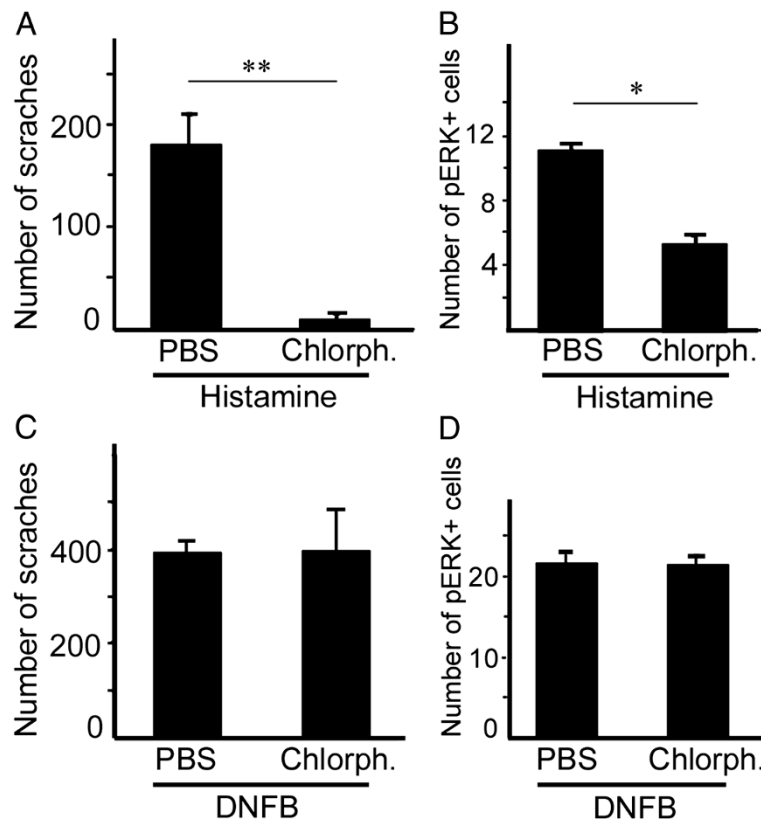 A
Number of scraches
200
100
0
**
PBS Chlorph.
Histamine
B
Number of pERK+ cells
12
8
4
*
PBS Chlorph.
Histamine
C
Number of scraches
400
200
0
PBS Chlorph.
DNFB
D
Number of pERK+ cells
20
10
0
PBS Chlorph.
DNFB